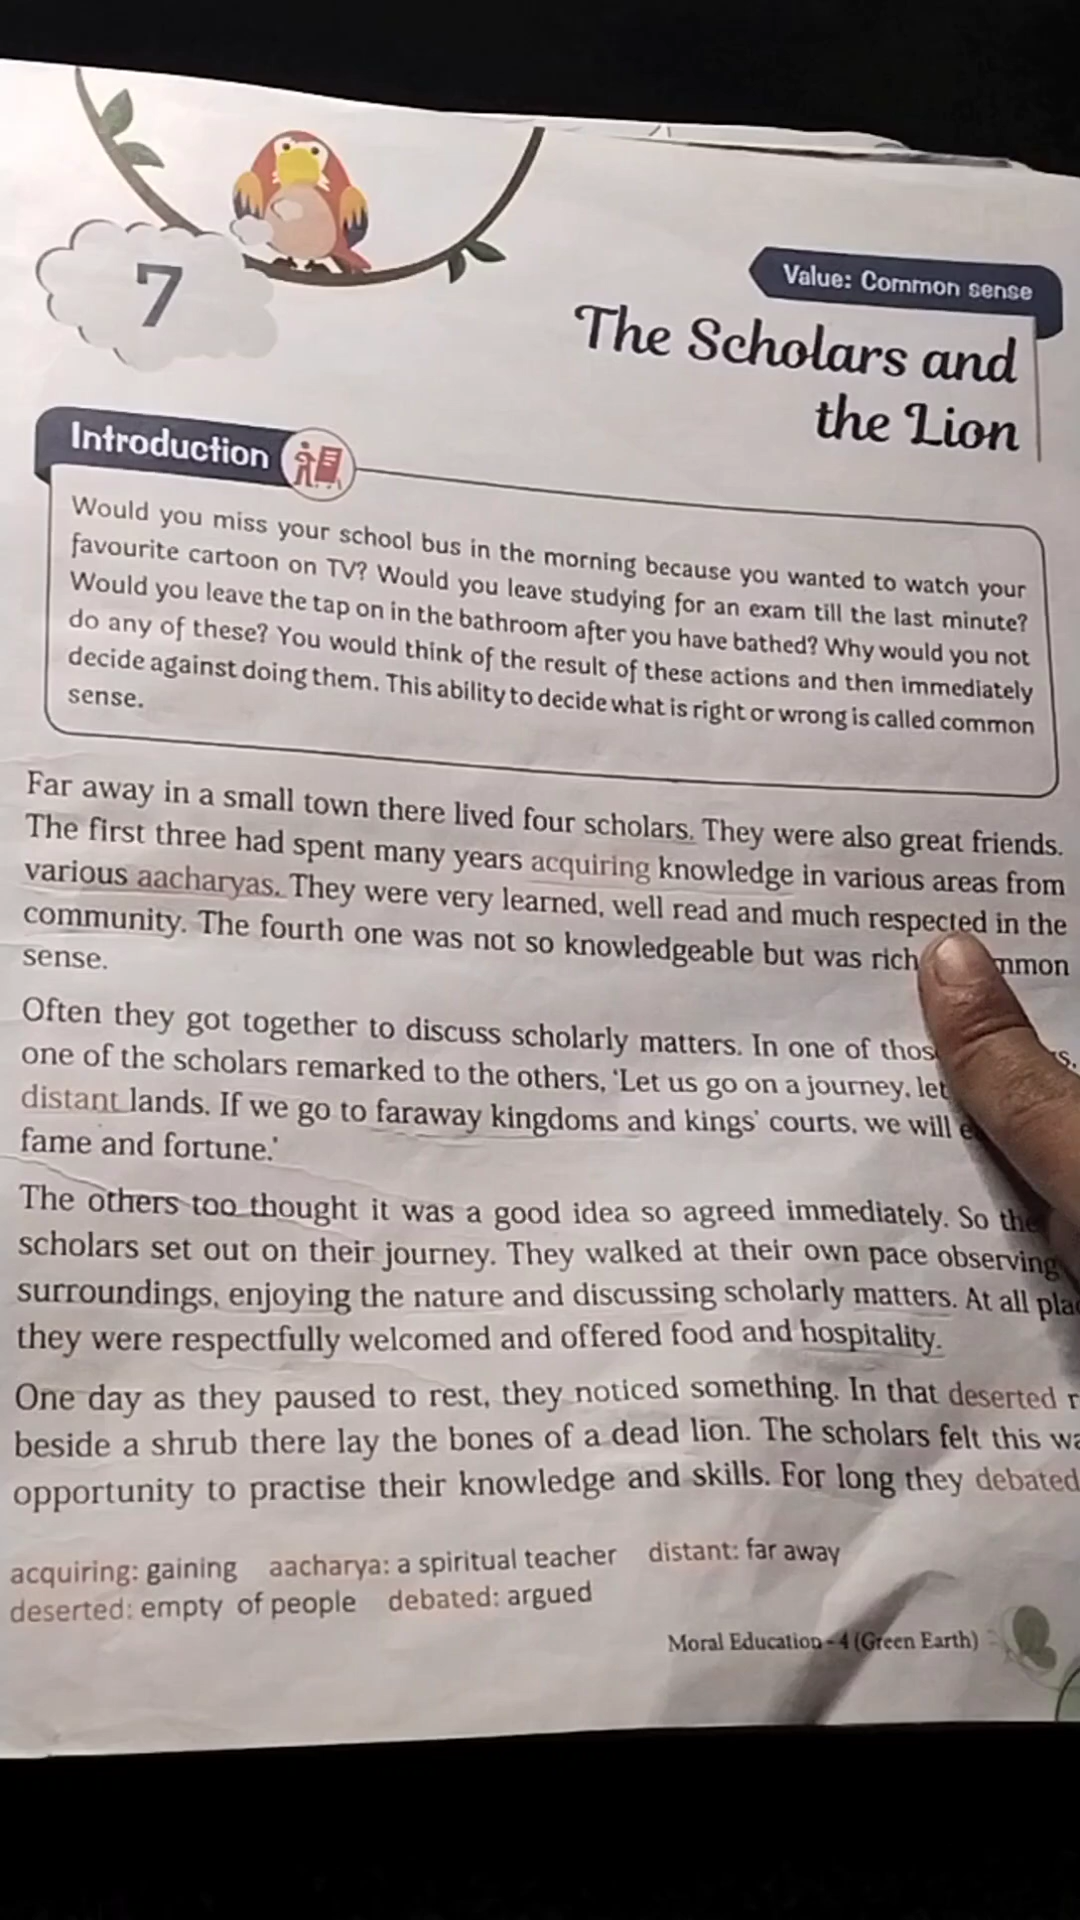 7
Value: Common sense
The Scholars and
the Lion
Introduction
Would you miss your school bus in the morning because you wanted to watch your
favourite cartoon on TV? Would you leave studying for an exam till the last minute?
Would you leave the tap on in the bathroom after you have bathed? Why would you not
do any of these? You would think of the result of these actions and then immediately
decide against doing them. This ability to decide what is right or wrong is called common
sense.
Far away in a small town there lived four scholars. They were also great friends.
The first three had spent many years acquiring knowledge in various areas from
various aacharyas. They were very learned, well read and much respected in the
community. The fourth one was not so knowledgeable but was rich
sense.
Often they got together to discuss scholarly matters. In one of
one of the scholars remarked to the others, 'Let us go on a journey, let
distant lands. If we go to faraway kingdoms and kings' courts, we will
fame and fortune.'
The others too thought it was a good idea so agreed immediately. So
scholars set out on their journey. They walked at their own pace observing
surroundings, enjoying the nature and discussing scholarly matters. At all
they were respectfully welcomed and offered food and hospitality.
One day as they paused to rest, they noticed something. In that deserted
beside a shrub there lay the bones of a dead lion. The scholars felt this
opportunity to practise their knowledge and skills. For long they debated
acquiring: gaining aacharya: a spiritual teacher distant: far away
deserted: empty of people debated: argued
Moral Education - 4 (Green Earth)